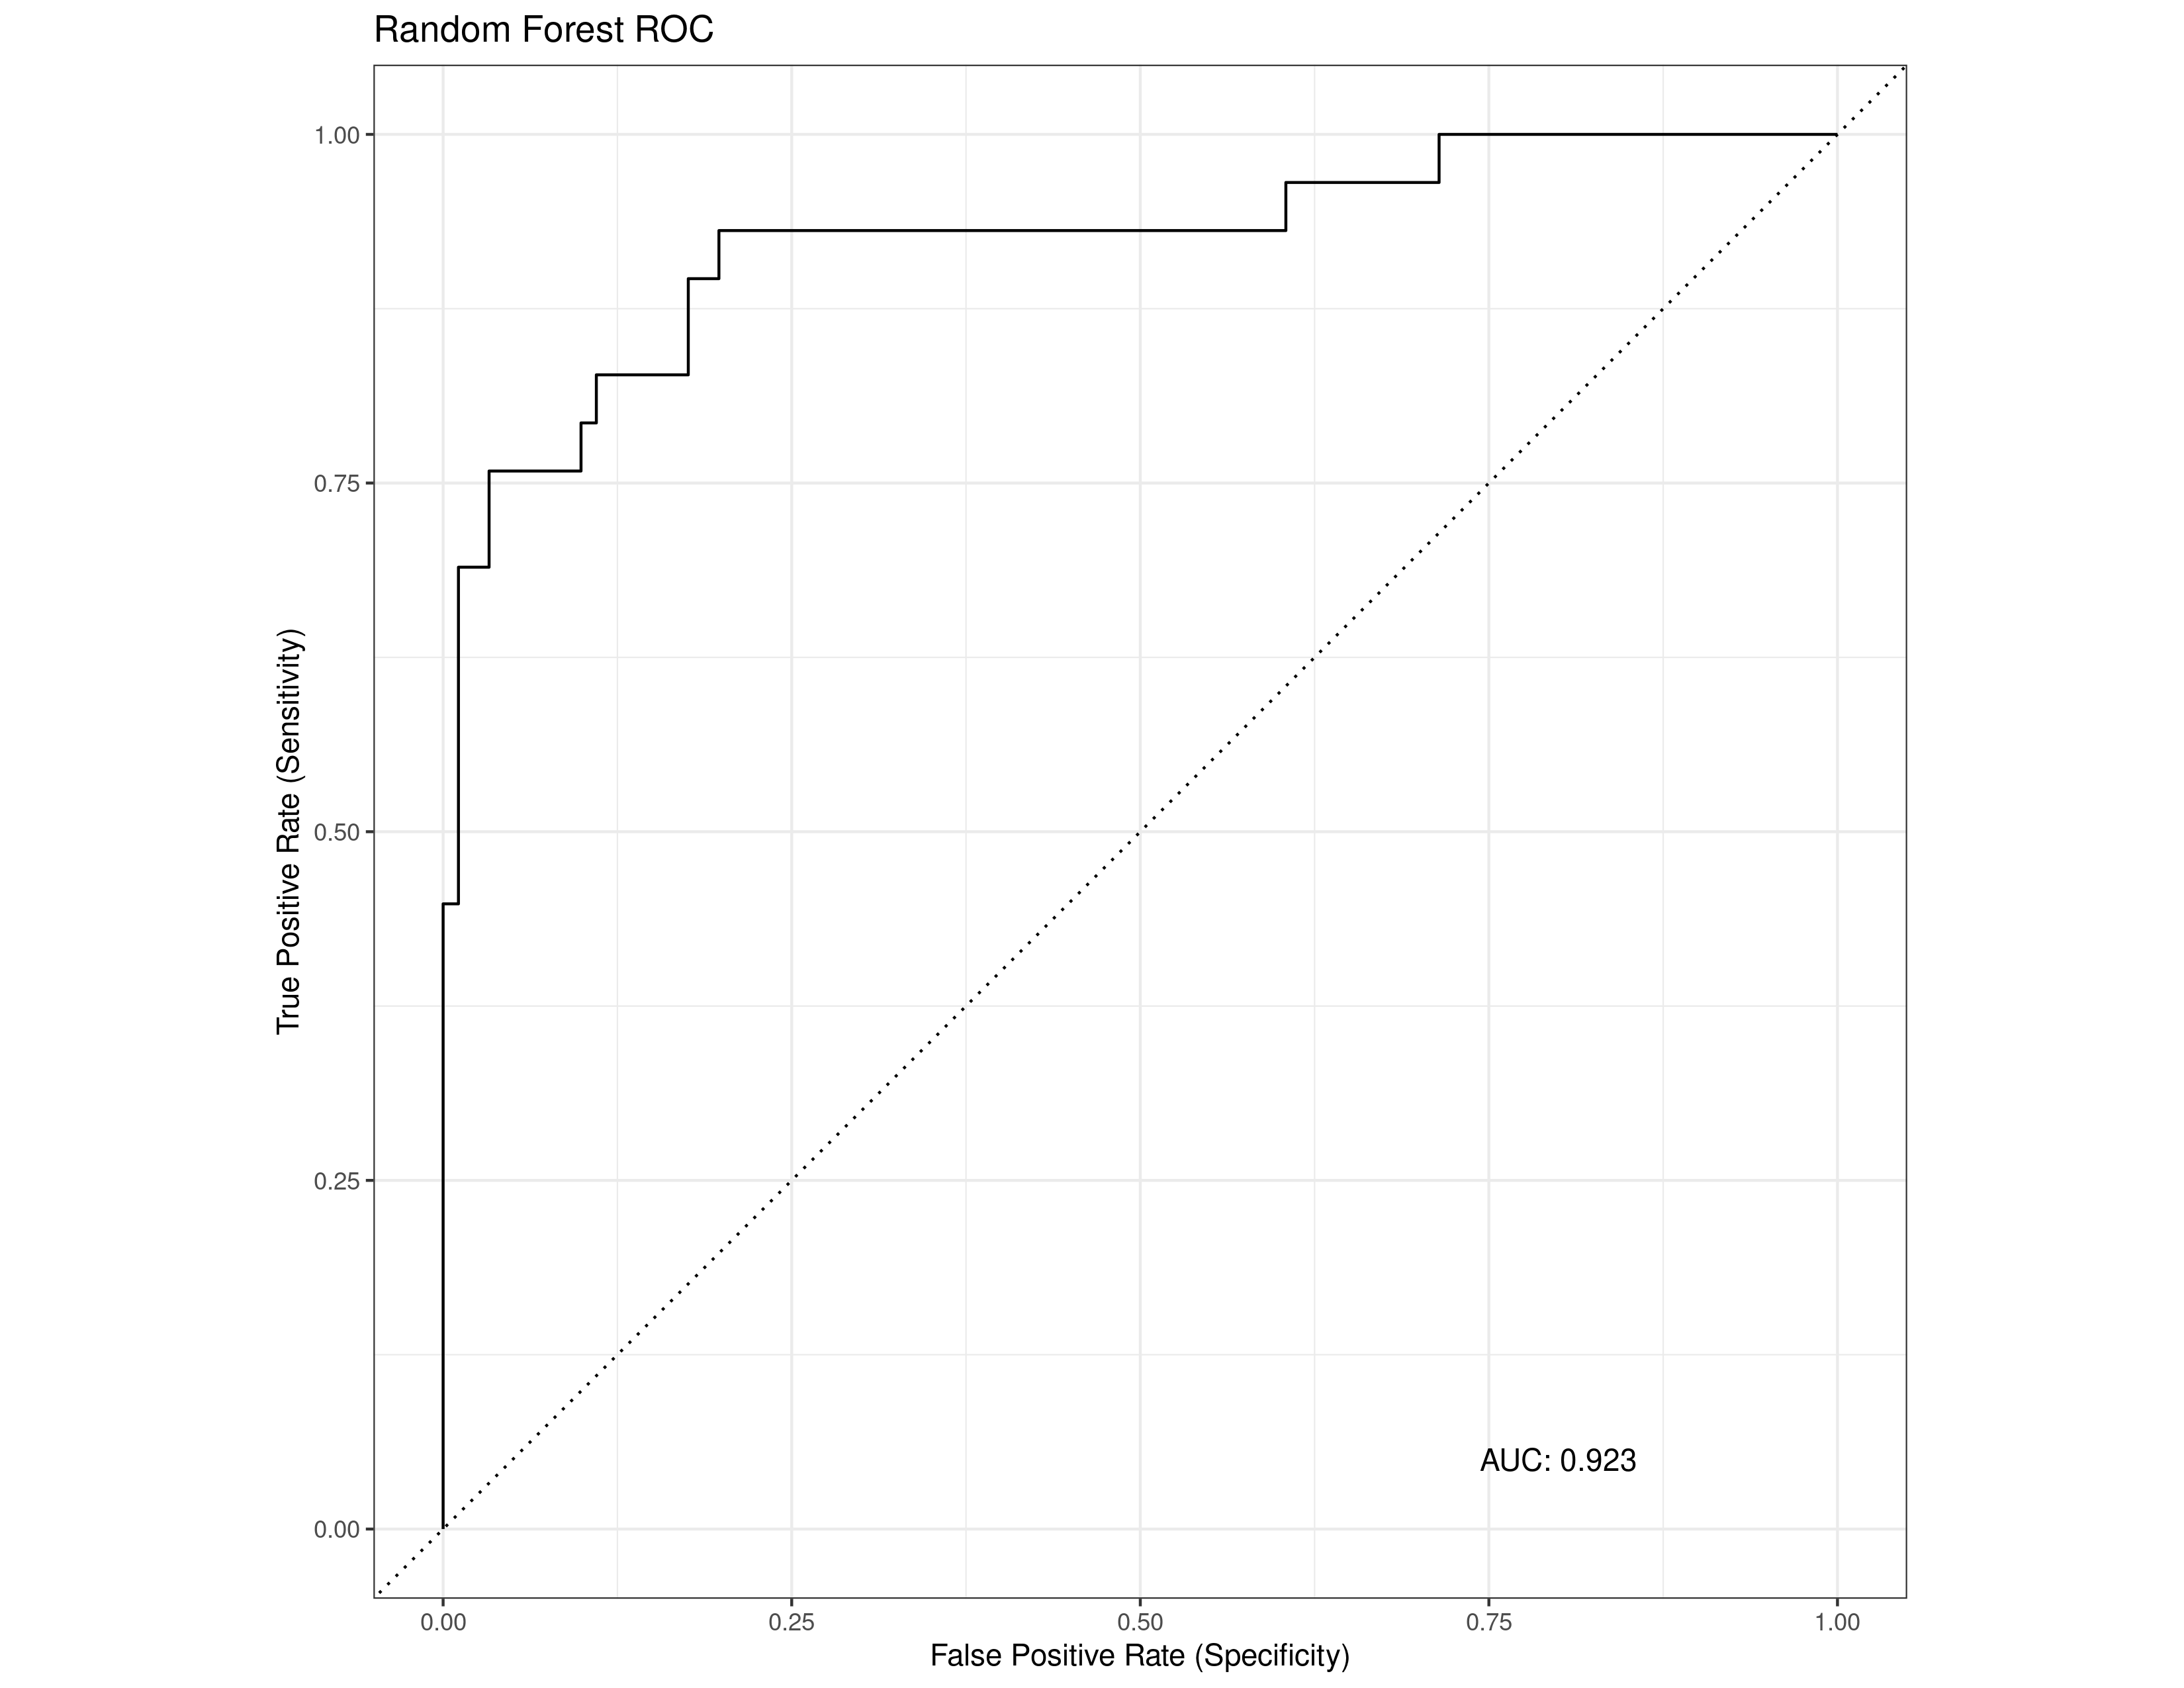 Random Forest ROC
True Positive Rate (Sensitivity)
1.00
0.75
0.50
0.25
0.00
AUC: 0.923
0.00 0.25 0.50 0.75 1.00
False Positive Rate (Specificity)